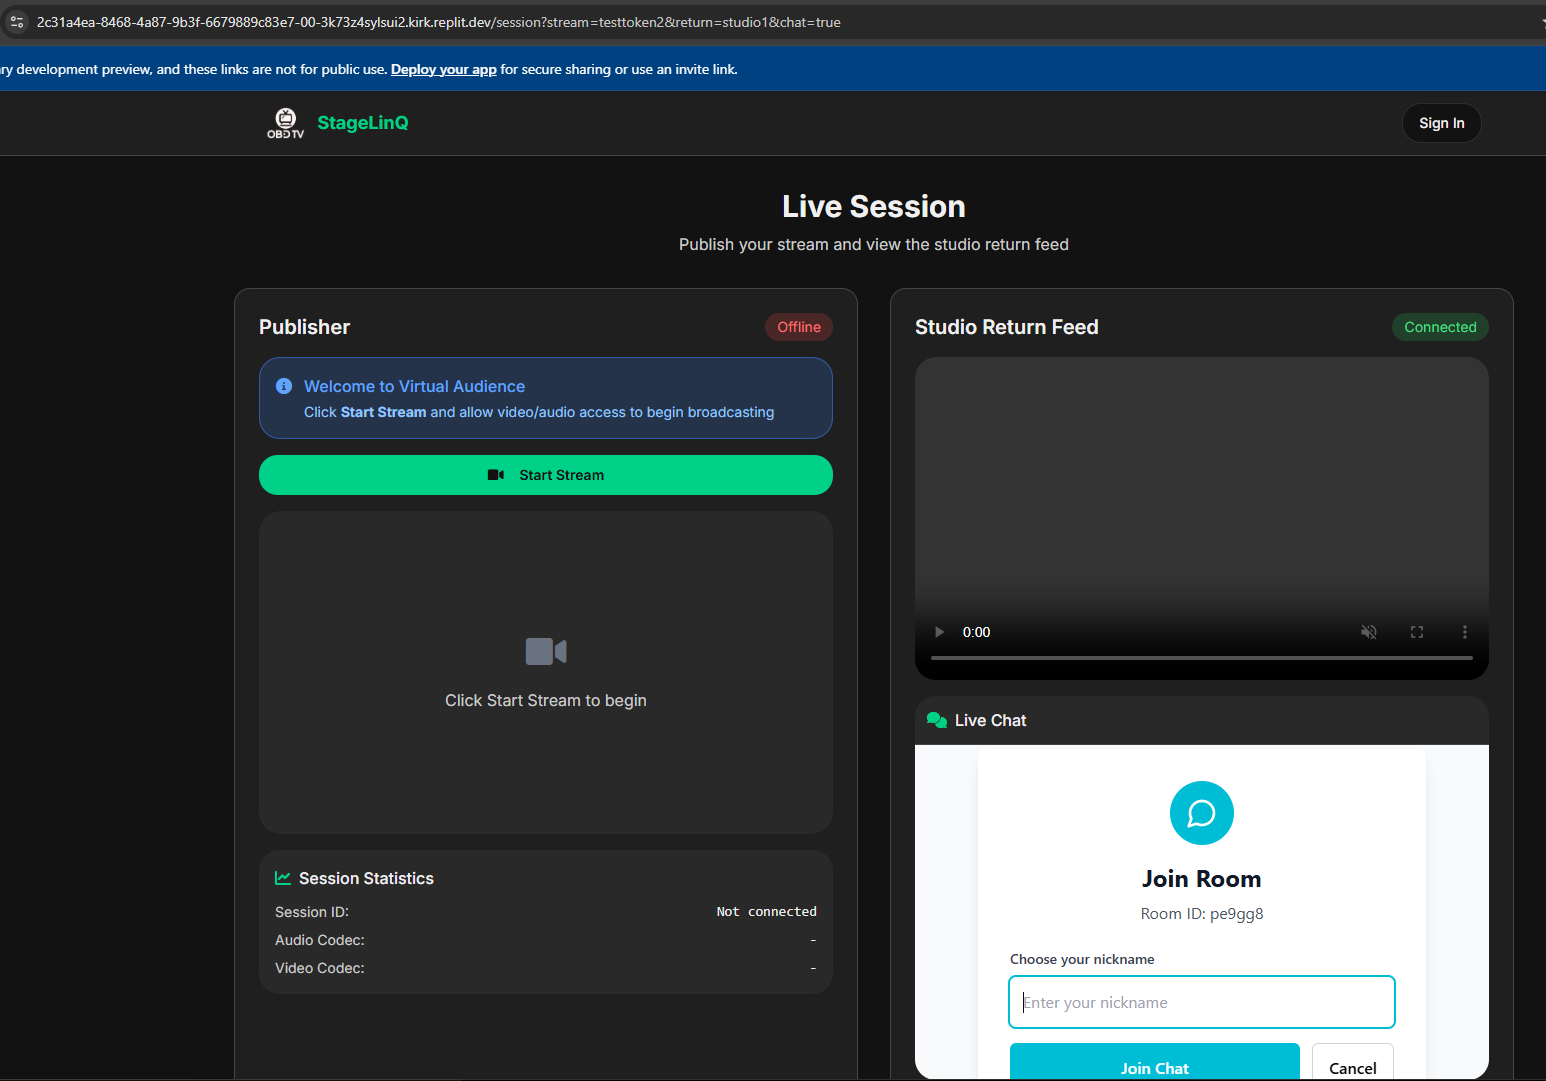 2c31a4ea-8468-4a87-9b3f-6679889c83e7-00-3k73z4sylsui2.kirk.replit.dev/session?stream=testtoken2&return=studio1&chat=true
ry development preview, and these links are not for public use. Deploy your app for secure sharing or use an invite link.
OBDTV
StageLinQ
Sign In
Live Session
Publish your stream and view the studio return feed
Publisher
Offline
Welcome to Virtual Audience
Click Start Stream and allow video/audio access to begin broadcasting
Start Stream
Click Start Stream to begin
Session Statistics
Session ID: Not connected
Audio Codec: -
Video Codec: -
Studio Return Feed
Connected
0:00
Live Chat
Join Room
Room ID: pe9gg8
Choose your nickname
Enter your nickname
Join Chat
Cancel